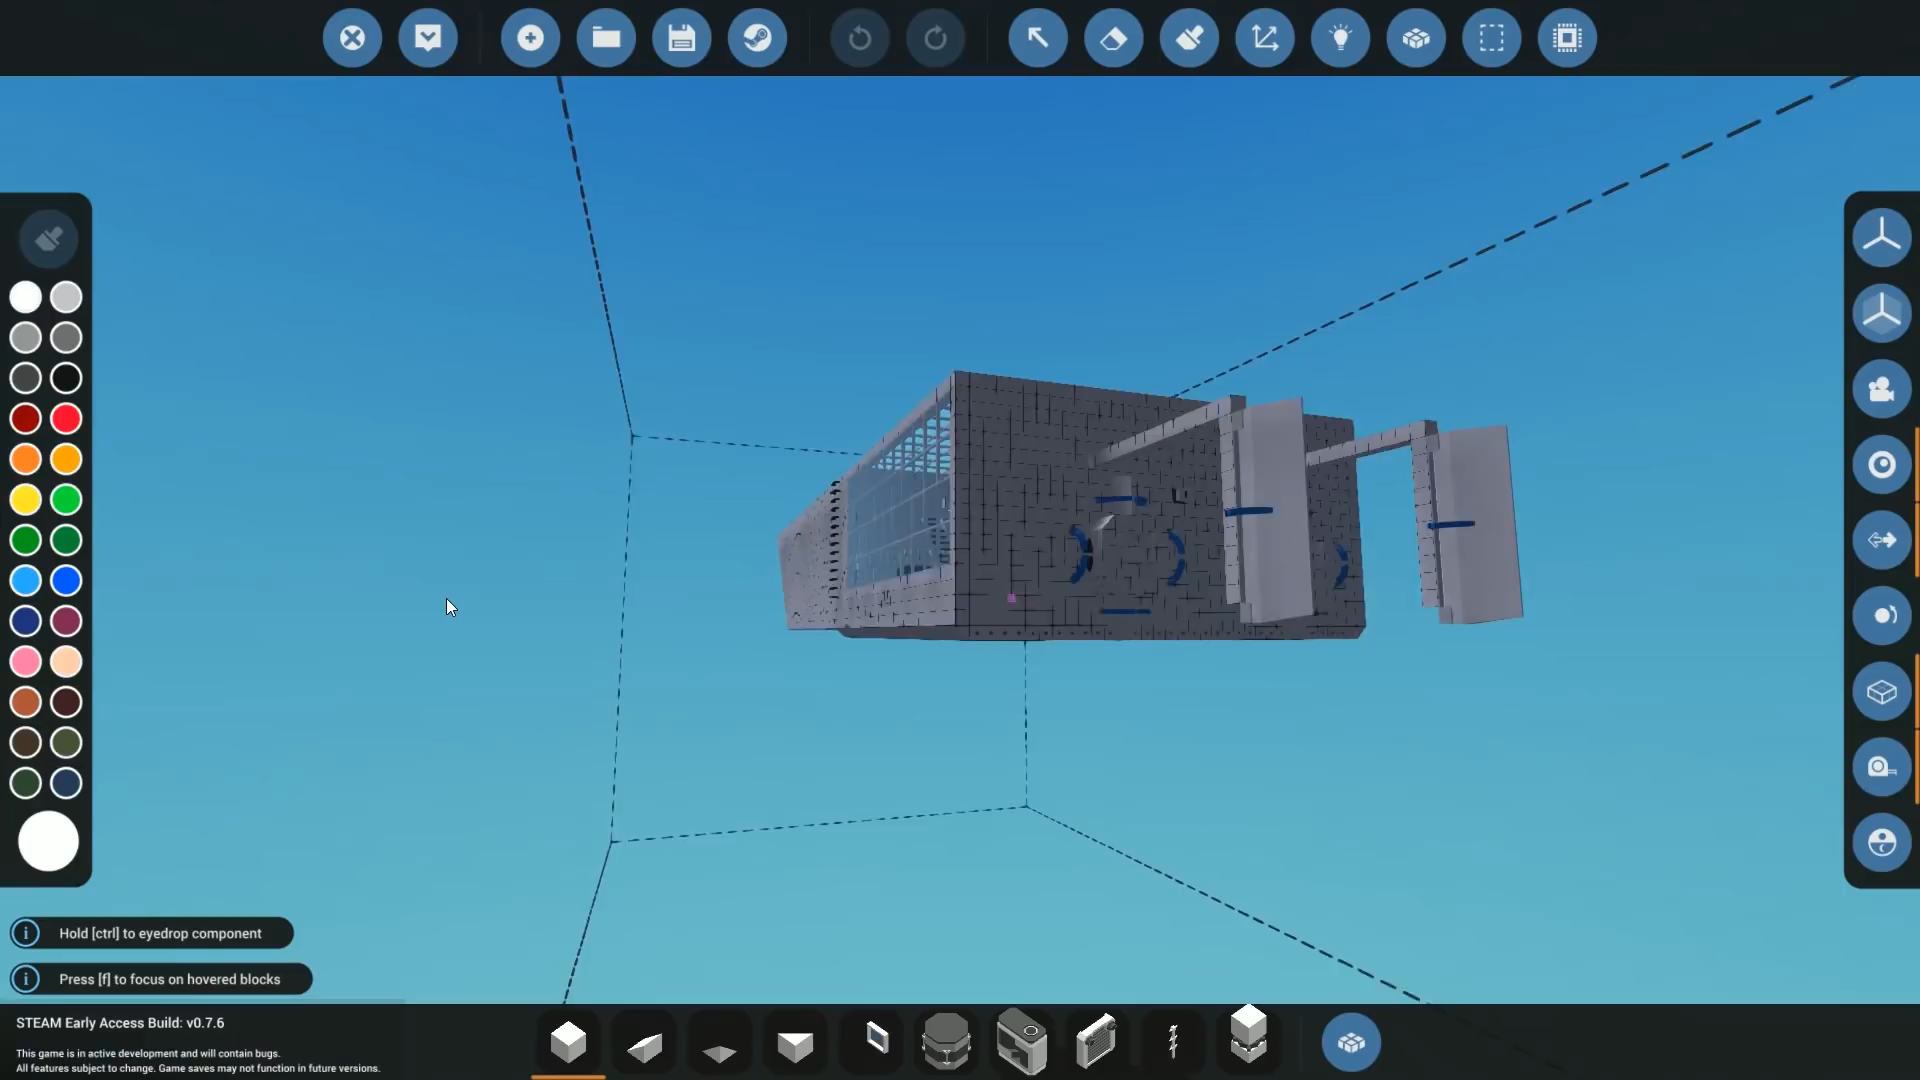 Hold [ctrl] to eyedrop component
Press [f] to focus on hovered blocks
STEAM Early Access Build: v0.7.6
This game is in active development and will contain bugs.
All features subject to change. Game saves may not function in future versions.